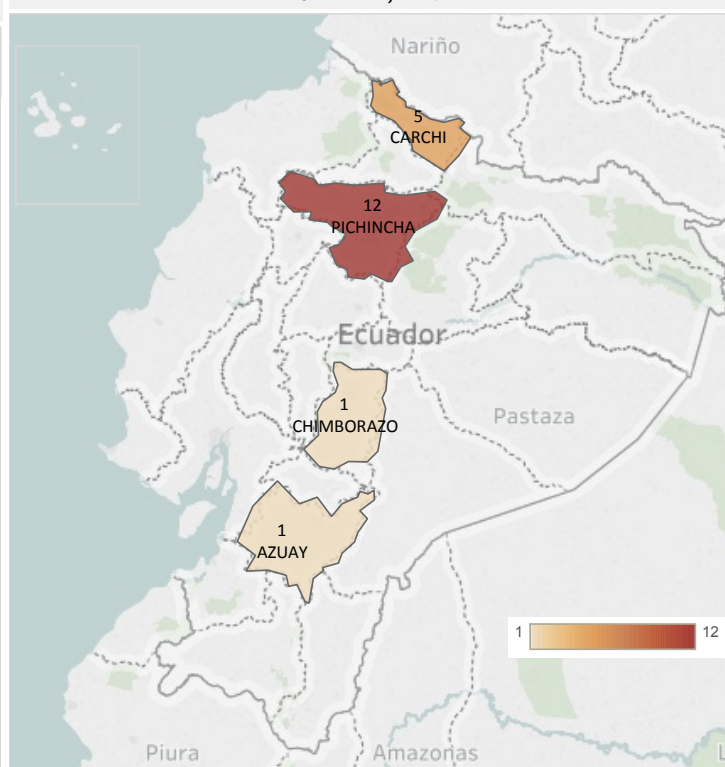 Nariño
5
CARCHI
12
PICHINCHA
Ecuador
1
CHIMBORAZO
Pastaza
1
AZUAY
1
12
Piura
Amazonas